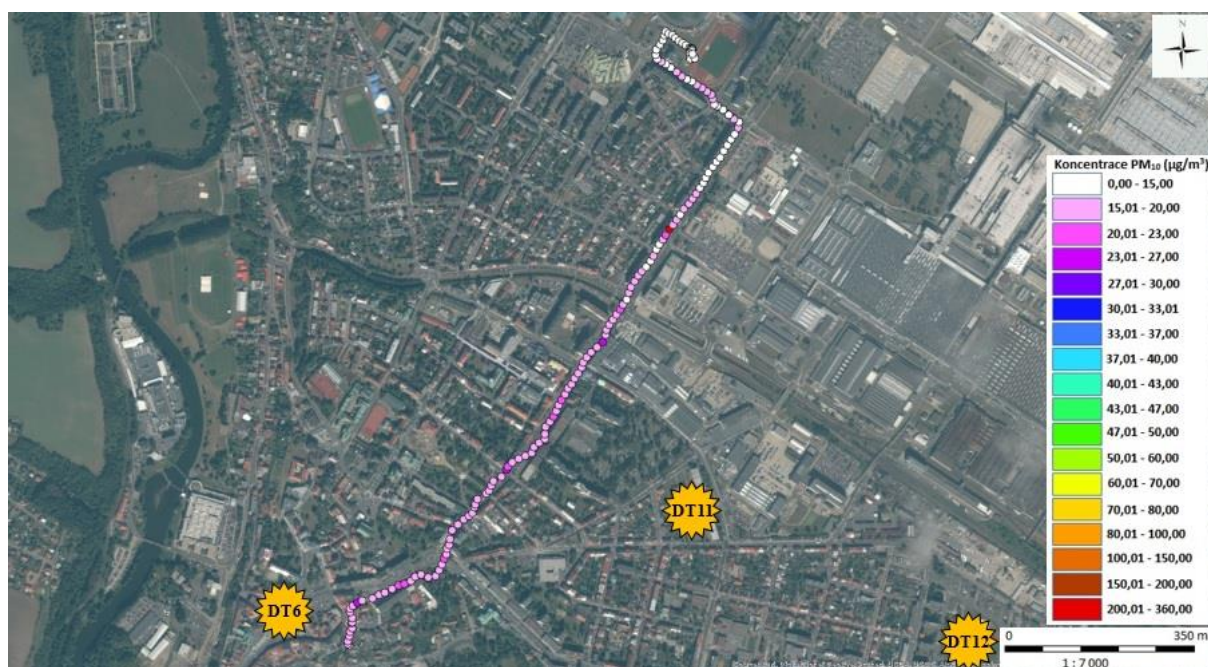 N
Koncentrace PM₁₀ (µg/m³)
0,00 - 15,00
15,01 - 20,00
20,01 - 23,00
23,01 - 27,00
27,01 - 30,00
30,01 - 33,01
33,01 - 37,00
37,01 - 40,00
40,01 - 43,00
43,01 - 47,00
47,01 - 50,00
50,01 - 60,00
60,01 - 70,00
70,01 - 80,00
80,01 - 100,00
100,01 - 150,00
150,01 - 200,00
200,01 - 360,00
DT11
DT6
DT12
0 350 m
1 : 7 000